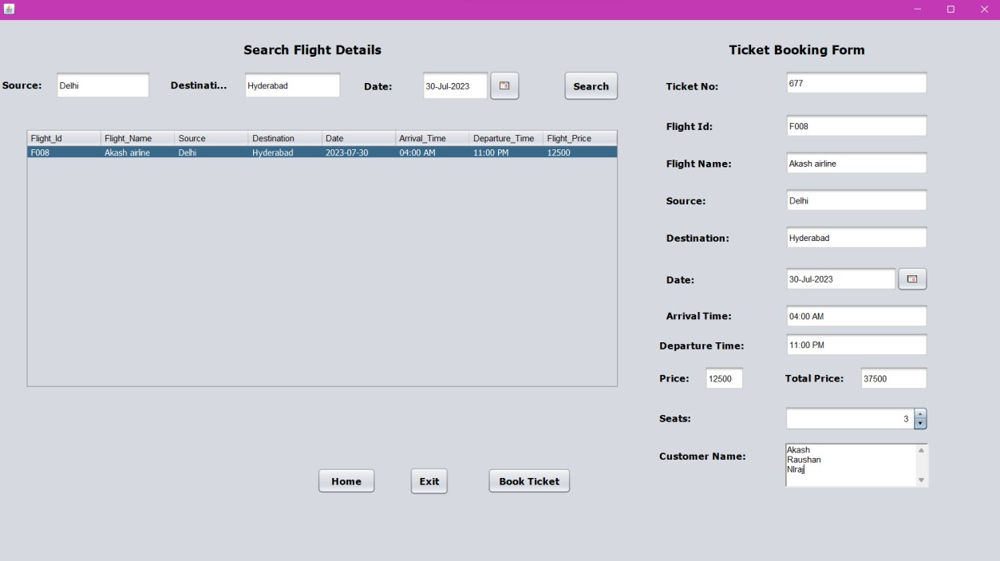 Search Flight Details
Source: Delhi Destinati... Hyderabad Date: 30-Jul-2023 Search
Flight_Id Flight_Name Source Destination Date Arrival_Time Departure_Time Flight_Price
F008 Akash airline Delhi Hyderabad 2023-07-30 04:00 AM 11:00 PM 12500
Home Exit Book Ticket
Ticket Booking Form
Ticket No: 677
Flight Id: F008
Flight Name: Akash airline
Source: Delhi
Destination: Hyderabad
Date: 30-Jul-2023
Arrival Time: 04:00 AM
Departure Time: 11:00 PM
Price: 12500 Total Price: 37500
Seats: 3
Customer Name: Akash
Raushan
NIraj